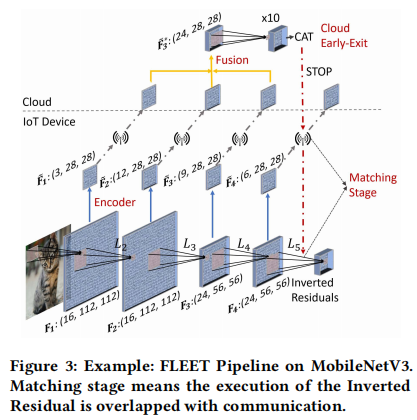 F̃*₃:(24, 28, 28)
x10
CAT
Cloud
Early-Exit
Fusion
STOP
Cloud
IoT Device
F̃₁:(3, 28, 28)
F̃₂:(12, 28, 28)
F̃₃:(9, 28, 28)
F̃₄:(6, 28, 28)
Matching
Stage
Encoder
L₂
L₃
L₄
L₅
Inverted
Residuals
F₁:(16, 112, 112)
F₂:(16, 112, 112)
F₃:(24, 56, 56)
F₄:(24, 56, 56)
Figure 3: Example: FLEET Pipeline on MobileNetV3.
Matching stage means the execution of the Inverted
Residual is overlapped with communication.